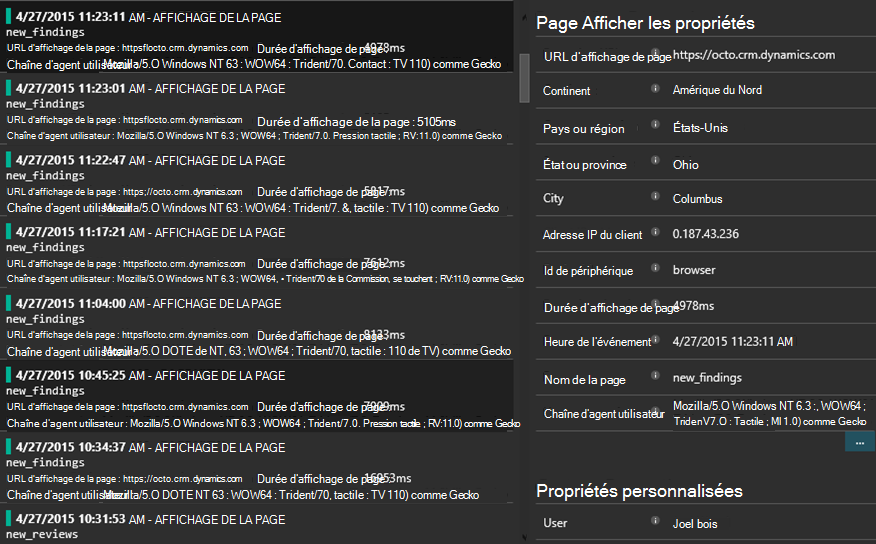 4/27/2015 11:23:11 AM - AFFICHAGE DE LA PAGE
new_findings
URL d'affichage de la page : httpsflocto.crm.dynamics.com Durée d'affichage de page 4978ms
Chaîne d'agent utilisateur Mozilla/5.O Windows NT 63 : WOW64 : Trident/70. Contact : TV 110) comme Gecko
4/27/2015 11:23:01 AM - AFFICHAGE DE LA PAGE
new_findings
URL d'affichage de la page : httpsflocto.crm.dynamics.com Durée d'affichage de la page : 5105ms
Chaîne d'agent utilisateur : Mozilla/5.O Windows NT 6.3 ; WOW64 ; Trident/7.0. Pression tactile ; RV:11.0) comme Gecko
4/27/2015 11:22:47 AM - AFFICHAGE DE LA PAGE
new_findings
URL d'affichage de la page : https;//octo.crm.dynamics.com Durée d'affichage de page 5817ms
Chaîne d'agent utilisateur Mozilla/5.O Windows NT 63 : WOW64 : Trident/7. &, tactile : TV 110) comme Gecko
4/27/2015 11:17:21 AM - AFFICHAGE DE LA PAGE
new_findings
URL d'affichage de la page : httpsflocto.crm.dynamics.com Durée d'affichage de page 7612ms
Chaîne d'agent utilisateur : Mozilla/5.O Windows NT 6.3 ; WOW64, • Trident/70 de la Commission, se touchent ; RV:11.0) comme Gecko
4/27/2015 11:04:00 AM - AFFICHAGE DE LA PAGE
new_findings
URL d'affichage de la page : httpsflocto.crm.dynamics.com Durée d'affichage de page 8133ms
Chaîne d'agent utilisateur Mozilla/5.O DOTE de NT, 63 ; WOW64 ; Trident/70, tactile : 110 de TV) comme Gecko
4/27/2015 10:45:25 AM - AFFICHAGE DE LA PAGE
new_findings
URL d'affichage de la page : httpsflocto.crm.dynamics.com Durée d'affichage de page
Chaîne d'agent utilisateur : Mozilla/5.O Windows NT 6.3 ; WOW64 ; Trident/7.0. Pression tactile ; RV:11.0) comme Gecko
4/27/2015 10:34:37 AM - AFFICHAGE DE LA PAGE
new_findings
URL d'affichage de la page : https;//octo.crm.dynamics.com Durée d'affichage de page
Chaîne d'agent utilisateur Mozilla/5.O DOTE NT 63 : WOW64 : Trident/70, tactile : TV 110) comme Gecko
4/27/2015 10:31:53 AM - AFFICHAGE DE LA PAGE
new_reviews
Page Afficher les propriétés
URL d'affichage de page https://octo.crm.dynamics.com
Continent Amérique du Nord
Pays ou région États-Unis
État ou province Ohio
City Columbus
Adresse IP du client 0.187.43.236
Id de périphérique browser
Durée d'affichage de page 4978ms
Heure de l'événement 4/27/2015 11:23:11 AM
Nom de la page new_findings
Chaîne d'agent utilisateur Mozilla/5.O Windows NT 6.3 :, WOW64 ;
TridenV7.O : Tactile ; MI 1.0) comme Gecko
...
Propriétés personnalisées
User Joel bois